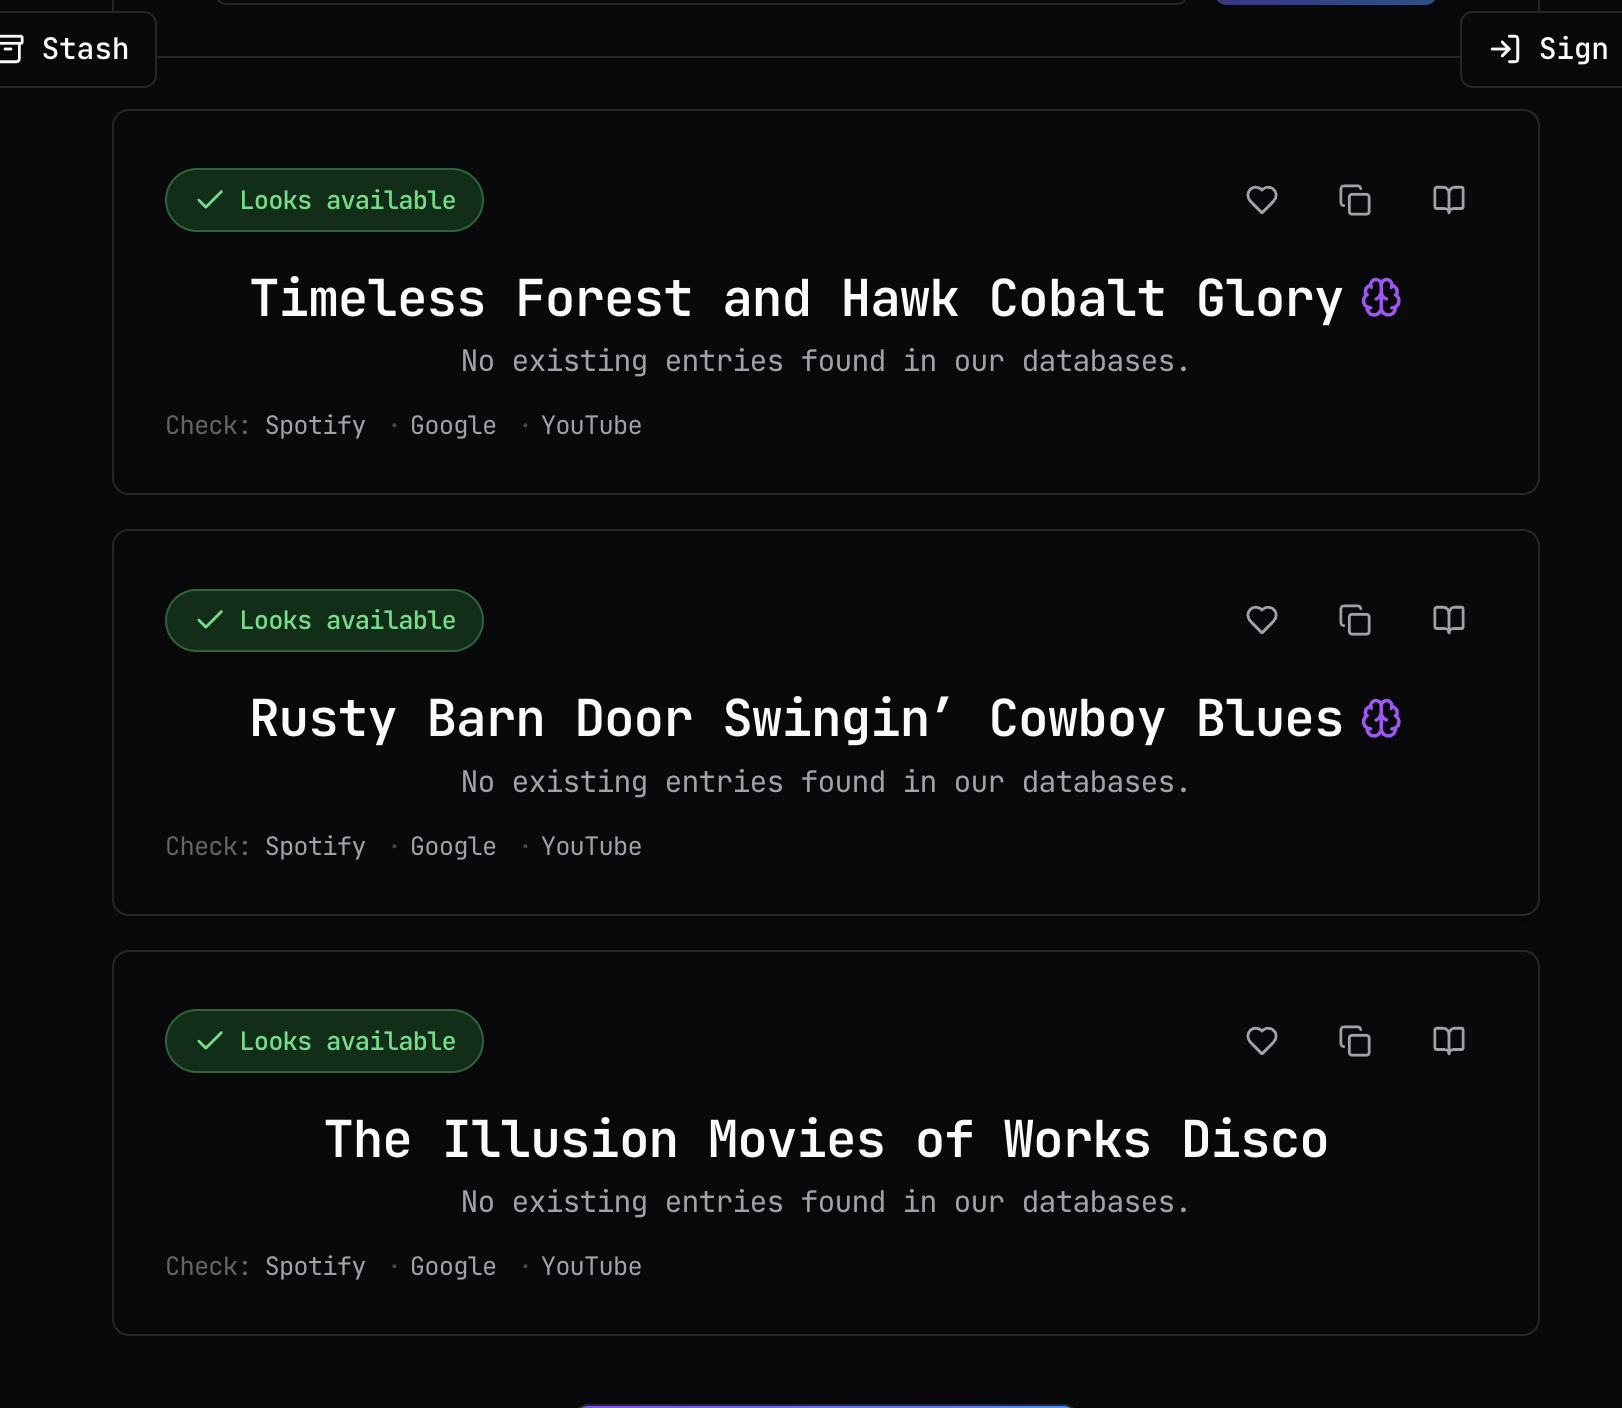 Stash
Sign
Looks available
Timeless Forest and Hawk Cobalt Glory
No existing entries found in our databases.
Check: Spotify · Google · YouTube
Looks available
Rusty Barn Door Swingin’ Cowboy Blues
No existing entries found in our databases.
Check: Spotify · Google · YouTube
Looks available
The Illusion Movies of Works Disco
No existing entries found in our databases.
Check: Spotify · Google · YouTube